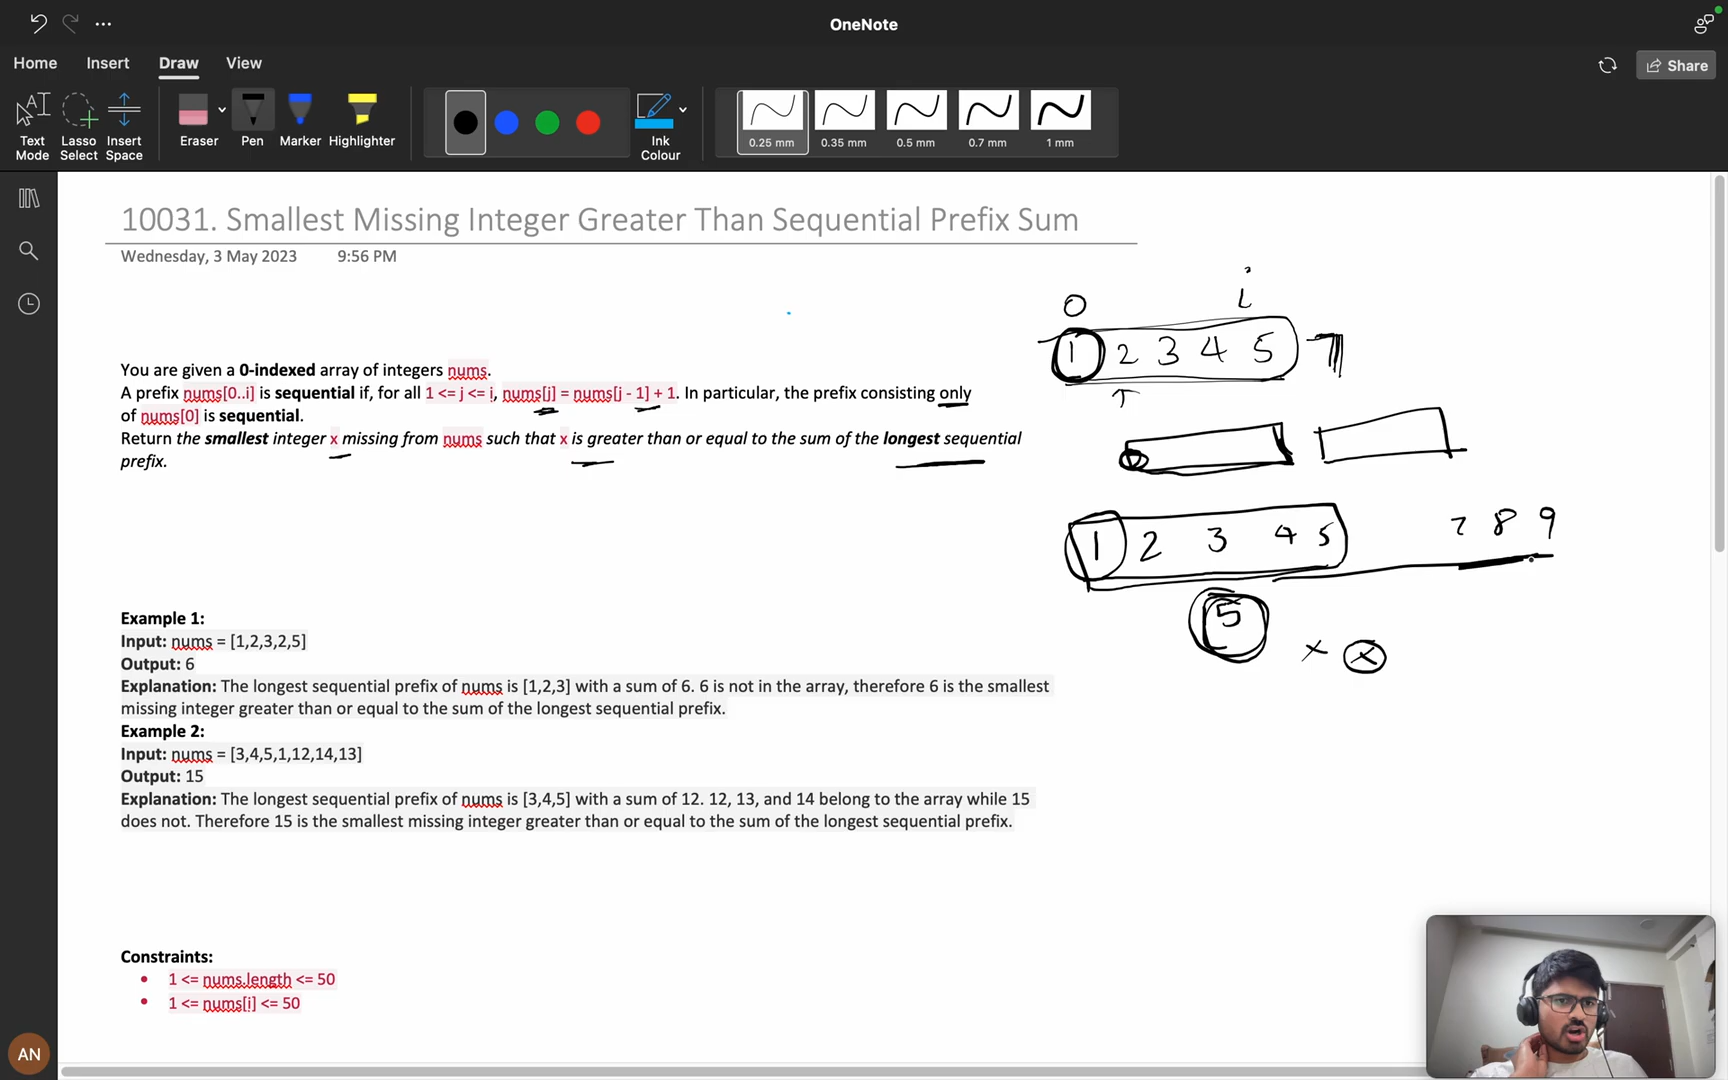 OneNote
Home Insert Draw View
Share
Text Mode
Lasso Select
Insert Space
Eraser
Pen
Marker
Highlighter
Ink Colour
0.25 mm
0.35 mm
0.5 mm
0.7 mm
1 mm
10031. Smallest Missing Integer Greater Than Sequential Prefix Sum
Wednesday, 3 May 2023 9:56 PM
You are given a 0-indexed array of integers nums.
A prefix nums[0..i] is sequential if, for all 1 <= j <= i, nums[j] = nums[j - 1] + 1. In particular, the prefix consisting only
of nums[0] is sequential.
Return the smallest integer x missing from nums such that x is greater than or equal to the sum of the longest sequential
prefix.
0 i
1 2 3 4 5 7
1 2 3 4 5 7 8 9
5
x x
Example 1:
Input: nums = [1,2,3,2,5]
Output: 6
Explanation: The longest sequential prefix of nums is [1,2,3] with a sum of 6. 6 is not in the array, therefore 6 is the smallest
missing integer greater than or equal to the sum of the longest sequential prefix.
Example 2:
Input: nums = [3,4,5,1,12,14,13]
Output: 15
Explanation: The longest sequential prefix of nums is [3,4,5] with a sum of 12. 12, 13, and 14 belong to the array while 15
does not. Therefore 15 is the smallest missing integer greater than or equal to the sum of the longest sequential prefix.
Constraints:
• 1 <= nums.length <= 50
• 1 <= nums[i] <= 50
AN